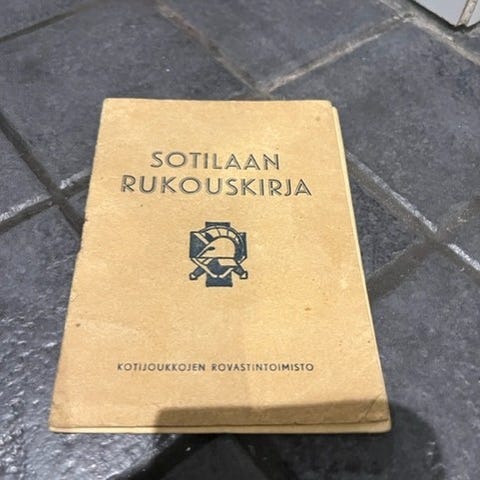 SOTILAAN
RUKOUSKIRJA
KOTIJOUKKOJEN ROVASTINTOIMISTO